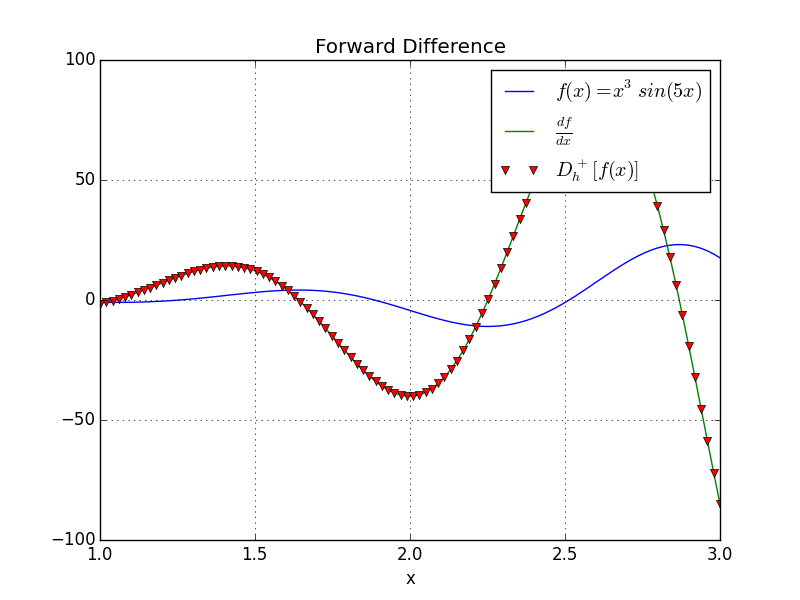 Forward Difference
f(x)=x³ sin(5x)
df/dx
D_h^+[f(x)]
100
50
0
−50
−100
1.0 1.5 2.0 2.5 3.0
x